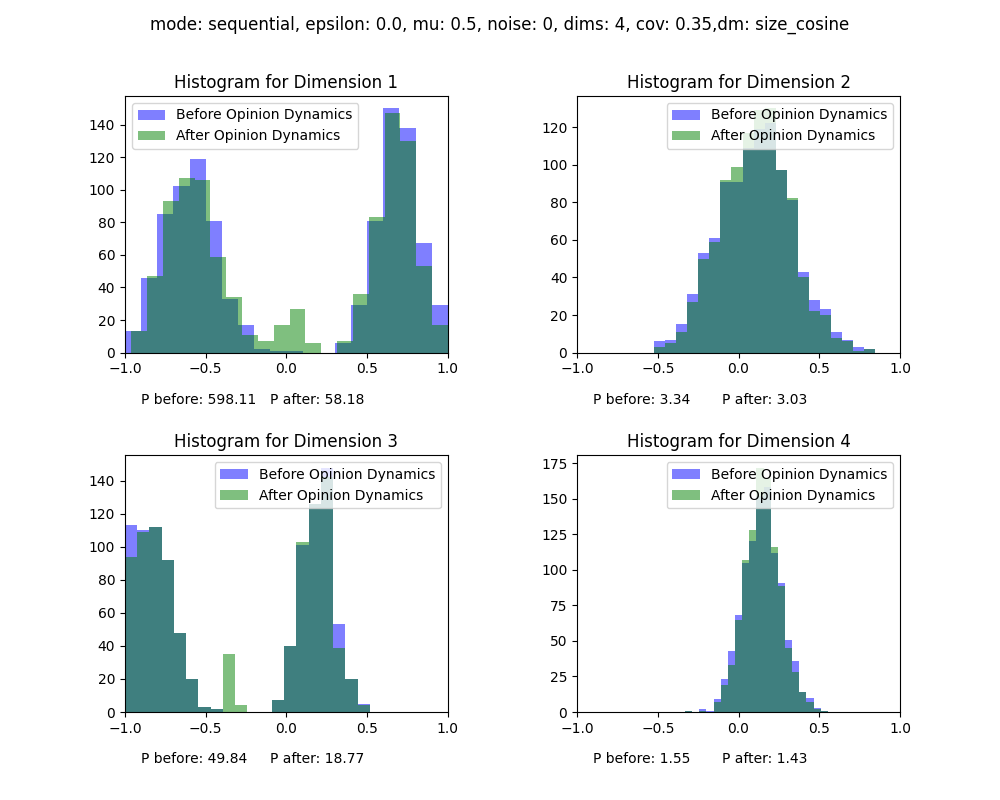 mode: sequential, epsilon: 0.0, mu: 0.5, noise: 0, dims: 4, cov: 0.35,dm: size_cosine
Histogram for Dimension 1
Before Opinion Dynamics
After Opinion Dynamics
140
120
100
80
60
40
20
0
−1.0 −0.5 0.0 0.5 1.0
P before: 598.11 P after: 58.18
Histogram for Dimension 2
Before Opinion Dynamics
After Opinion Dynamics
120
100
80
60
40
20
0
−1.0 −0.5 0.0 0.5 1.0
P before: 3.34 P after: 3.03
Histogram for Dimension 3
Before Opinion Dynamics
After Opinion Dynamics
140
120
100
80
60
40
20
0
−1.0 −0.5 0.0 0.5 1.0
P before: 49.84 P after: 18.77
Histogram for Dimension 4
Before Opinion Dynamics
After Opinion Dynamics
175
150
125
100
75
50
25
0
−1.0 −0.5 0.0 0.5 1.0
P before: 1.55 P after: 1.43